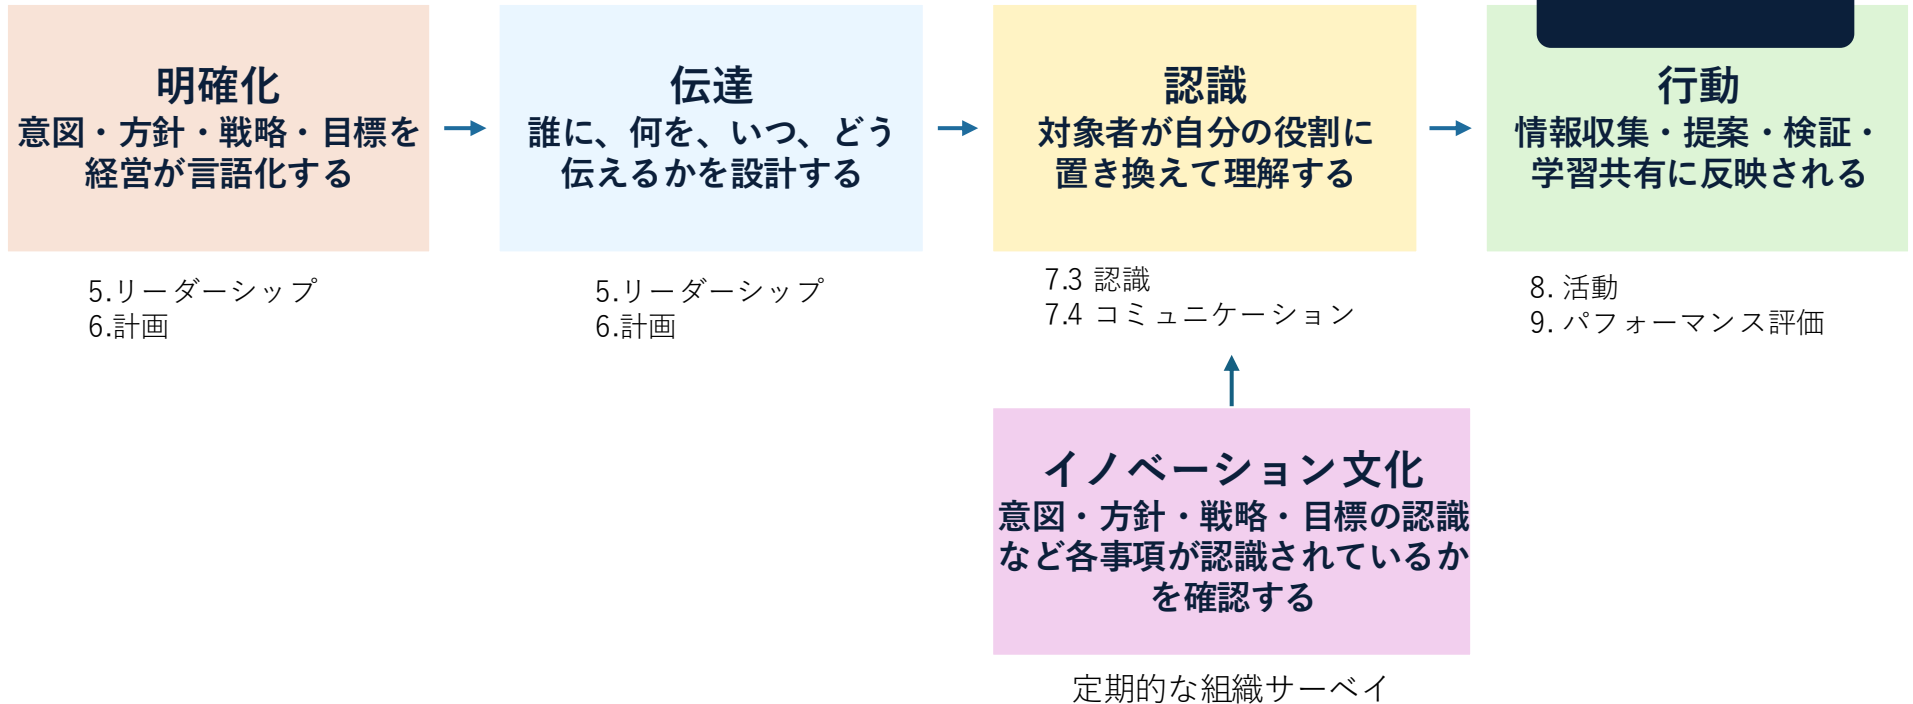 明確化
意図・方針・戦略・目標を
経営が言語化する
伝達
誰に、何を、いつ、どう
伝えるかを設計する
認識
対象者が自分の役割に
置き換えて理解する
行動
情報収集・提案・検証・
学習共有に反映される
5.リーダーシップ
6.計画
5.リーダーシップ
6.計画
7.3 認識
7.4 コミュニケーション
8. 活動
9. パフォーマンス評価
イノベーション文化
意図・方針・戦略・目標の認識
など各事項が認識されているか
を確認する
定期的な組織サーベイ